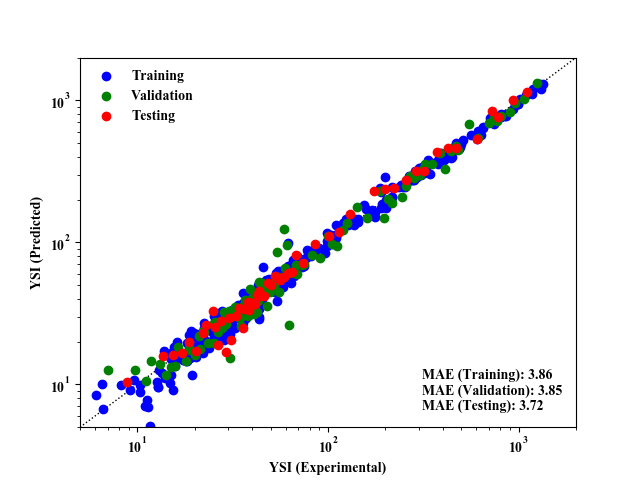 Training
Validation
Testing
10³
10²
10¹
YSI (Predicted)
MAE (Training): 3.86
MAE (Validation): 3.85
MAE (Testing): 3.72
10¹ 10² 10³
YSI (Experimental)